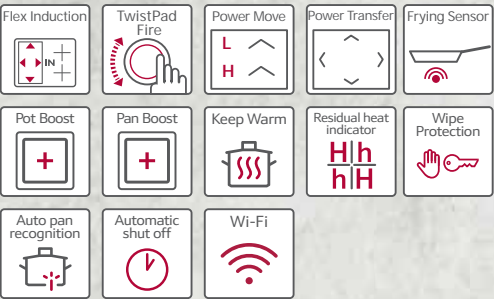 Flex Induction
IN
TwistPad
Fire
Power Move
L
H
Power Transfer
Frying Sensor
Pot Boost
Pan Boost
Keep Warm
Residual heat
indicator
H h
h H
Wipe
Protection
Auto pan
recognition
Automatic
shut off
Wi-Fi